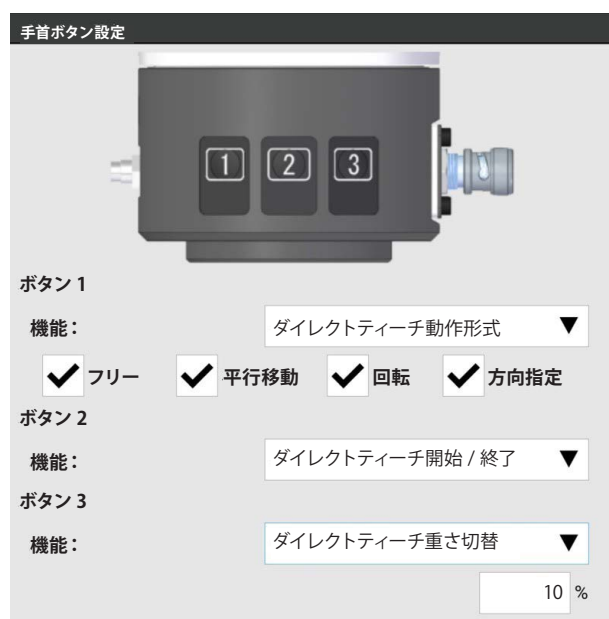 手首ボタン設定
1 2 3
ボタン 1
機能： ダイレクトティーチ動作形式 ▼
フリー 平行移動 回転 方向指定
ボタン 2
機能： ダイレクトティーチ開始 / 終了 ▼
ボタン 3
機能： ダイレクトティーチ重さ切替 ▼
10 %